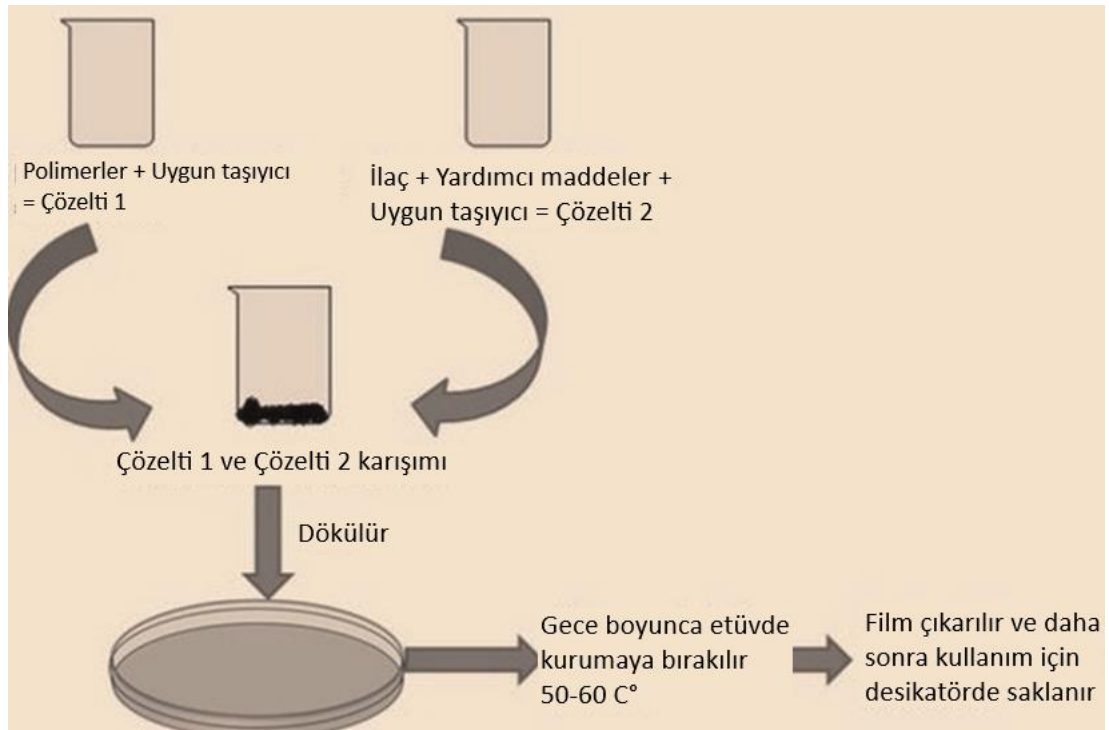 Polimerler + Uygun taşıyıcı
= Çözelti 1
İlaç + Yardımcı maddeler +
Uygun taşıyıcı = Çözelti 2
Çözelti 1 ve Çözelti 2 karışımı
Dökülür
Gece boyunca etüvde
kurumaya bırakılır
50-60 C°
Film çıkarılır ve daha
sonra kullanım için
desikatörde saklanır